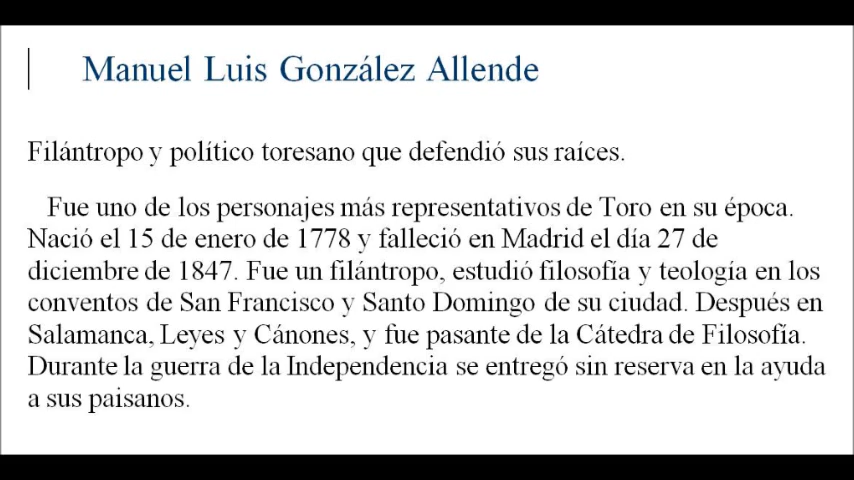 Manuel Luis González Allende
Filántropo y político toresano que defendió sus raíces.
Fue uno de los personajes más representativos de Toro en su época.
Nació el 15 de enero de 1778 y falleció en Madrid el día 27 de
diciembre de 1847. Fue un filántropo, estudió filosofía y teología en los
conventos de San Francisco y Santo Domingo de su ciudad. Después en
Salamanca, Leyes y Cánones, y fue pasante de la Cátedra de Filosofía.
Durante la guerra de la Independencia se entregó sin reserva en la ayuda
a sus paisanos.